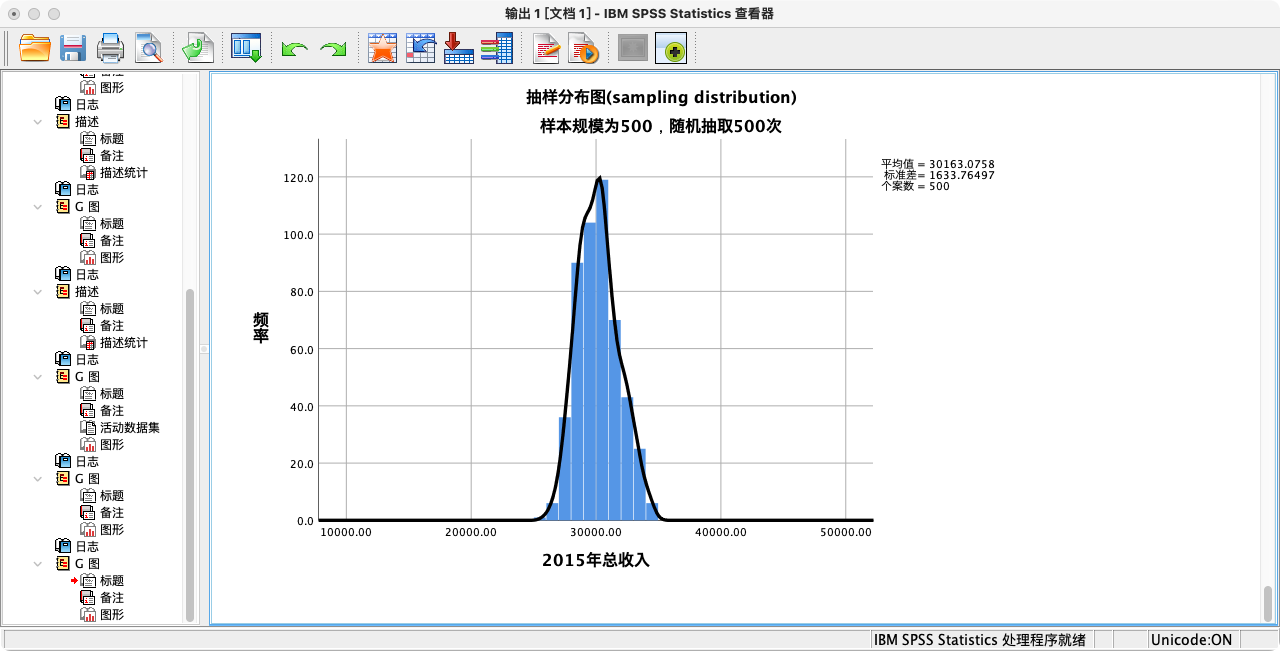 输出 1 [文档 1] - IBM SPSS Statistics 查看器
备注
图形
日志
描述
标题
备注
描述统计
日志
G 图
标题
备注
图形
日志
描述
标题
备注
描述统计
日志
G 图
标题
备注
活动数据集
图形
日志
G 图
标题
备注
图形
日志
G 图
标题
备注
图形
抽样分布图(sampling distribution)
样本规模为500，随机抽取500次
平均值 = 30163.0758
标准差= 1633.76497
个案数 = 500
频率
120.0
100.0
80.0
60.0
40.0
20.0
0.0
10000.00 20000.00 30000.00 40000.00 50000.00
2015年总收入
IBM SPSS Statistics 处理程序就绪 Unicode:ON